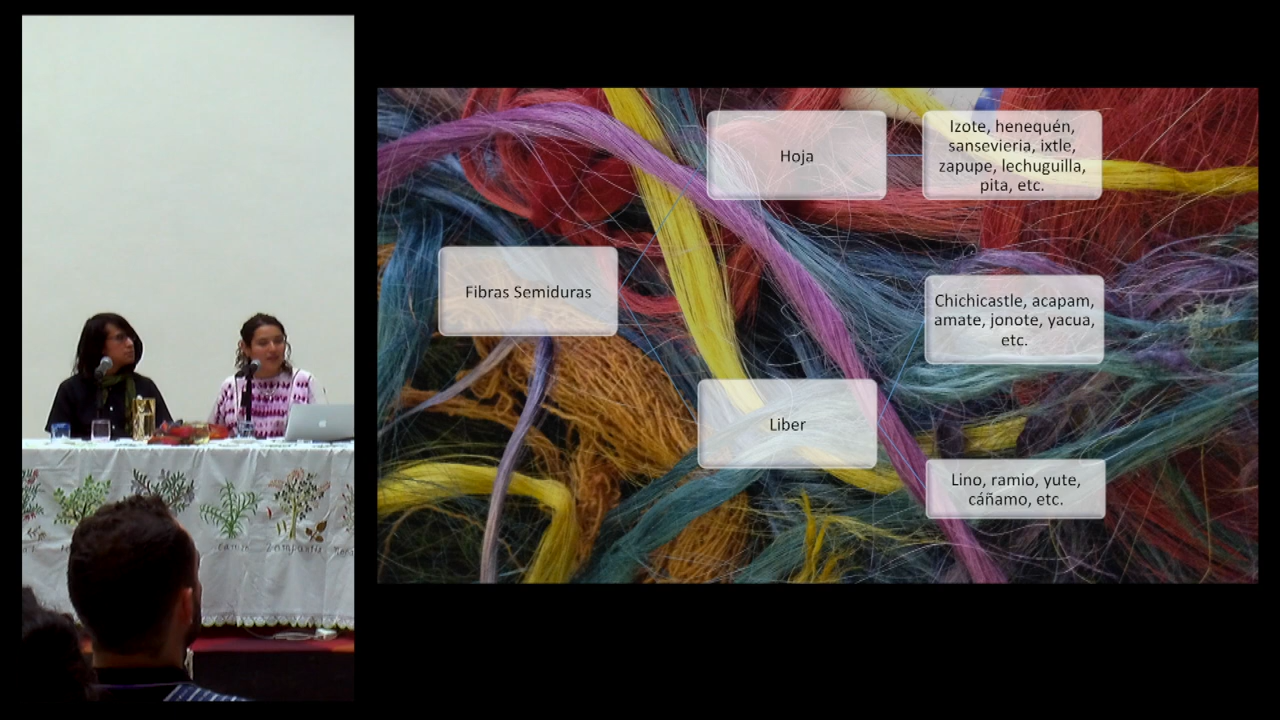 Hoja
Izote, henequén,
sansevieria, ixtle,
zapupe, lechuguilla,
pita, etc.
Fibras Semiduras
Chichicastle, acapam,
amate, jonote, yacua,
etc.
Liber
Lino, ramio, yute,
cáñamo, etc.